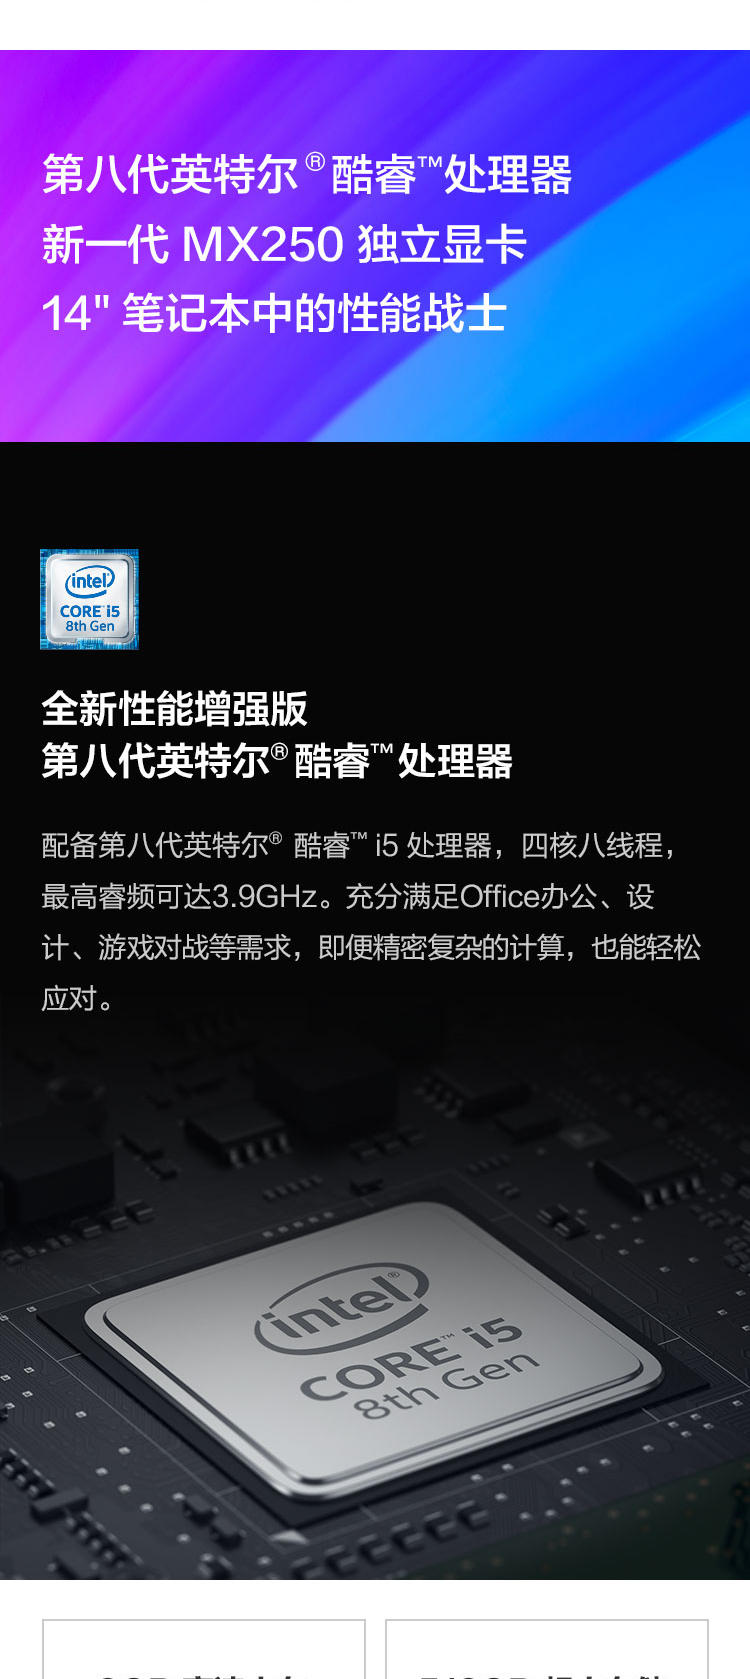 第八代英特尔® 酷睿™处理器
新一代 MX250 独立显卡
14" 笔记本中的性能战士
intel®
CORE i5
8th Gen
全新性能增强版
第八代英特尔® 酷睿™处理器
配备第八代英特尔® 酷睿™ i5 处理器，四核八线程，
最高睿频可达3.9GHz。充分满足Office办公、设
计、游戏对战等需求，即便精密复杂的计算，也能轻松
应对。
intel®
CORE™ i5
8th Gen